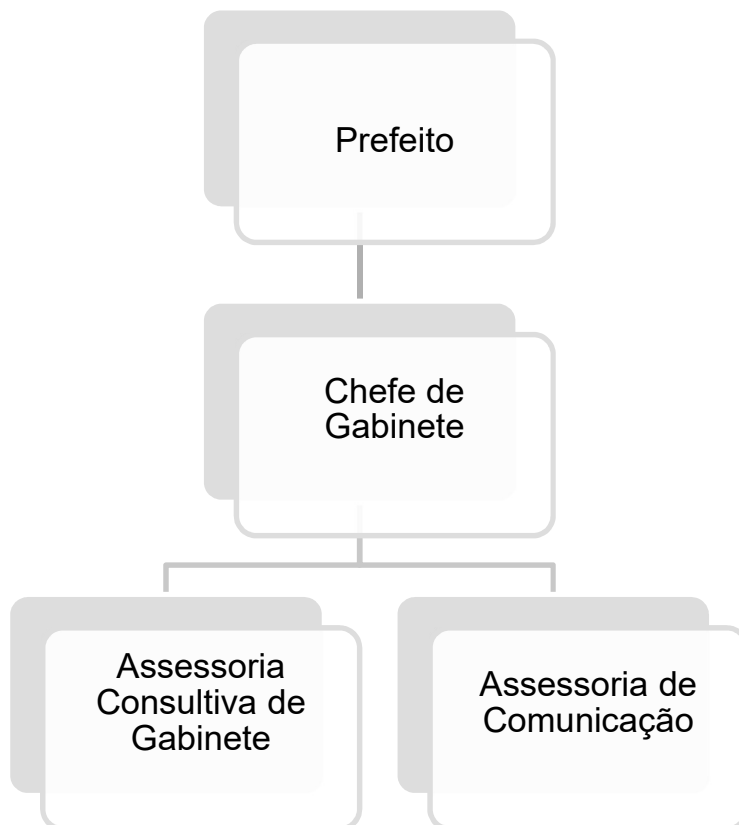 Prefeito
Chefe de
Gabinete
Assessoria
Consultiva de
Gabinete
Assessoria de
Comunicação